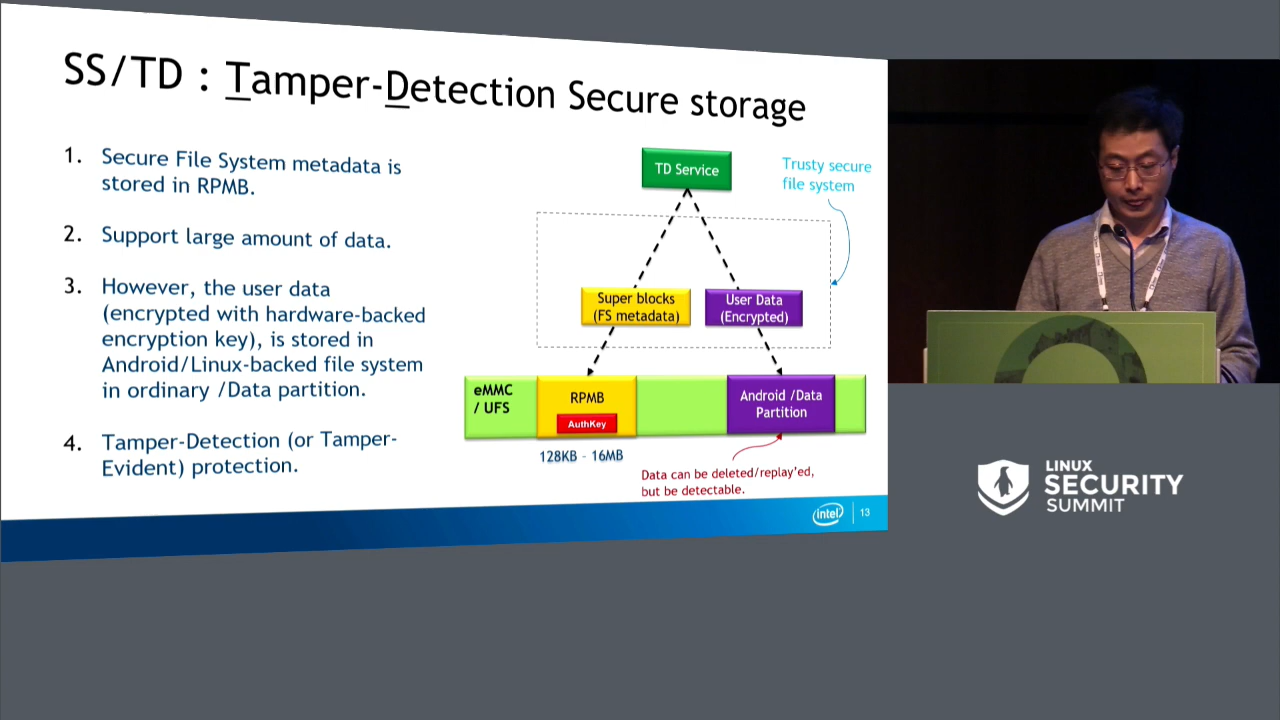 SS/TD : Tamper-Detection Secure storage
1. Secure File System metadata is
stored in RPMB.
2. Support large amount of data.
3. However, the user data
(encrypted with hardware-backed
encryption key), is stored in
Android/Linux-backed file system
in ordinary /Data partition.
4. Tamper-Detection (or Tamper-
Evident) protection.
TD Service
Trusty secure
file system
Super blocks
(FS metadata)
User Data
(Encrypted)
eMMC
/ UFS
RPMB
AuthKey
Android /Data
Partition
128KB - 16MB
Data can be deleted/replay'ed,
but be detectable.
intel
13
LINUX
SECURITY
SUMMIT